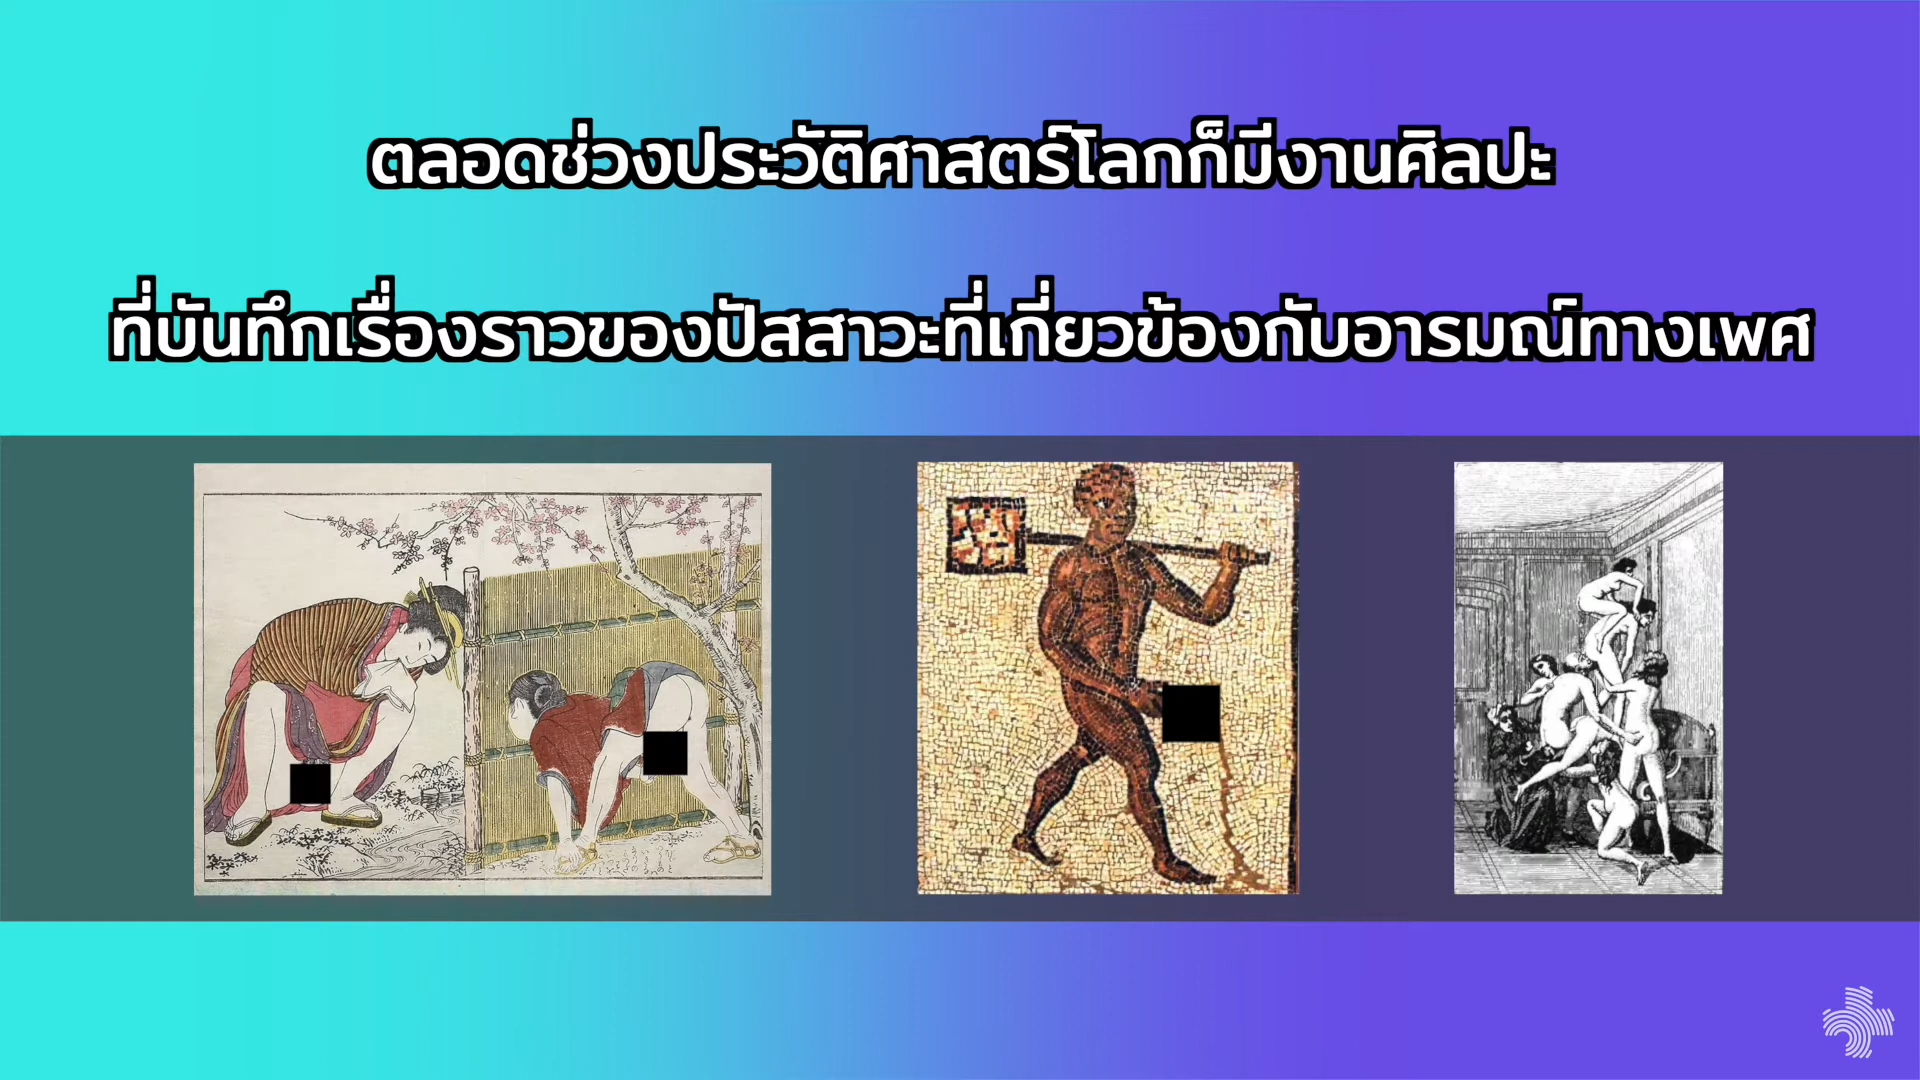 ตลอดช่วงประวัติศาสตร์โลกก็มีงานศิลปะ
ที่บันทึกเรื่องราวของปัสสาวะที่เกี่ยวข้องกับอารมณ์ทางเพศ